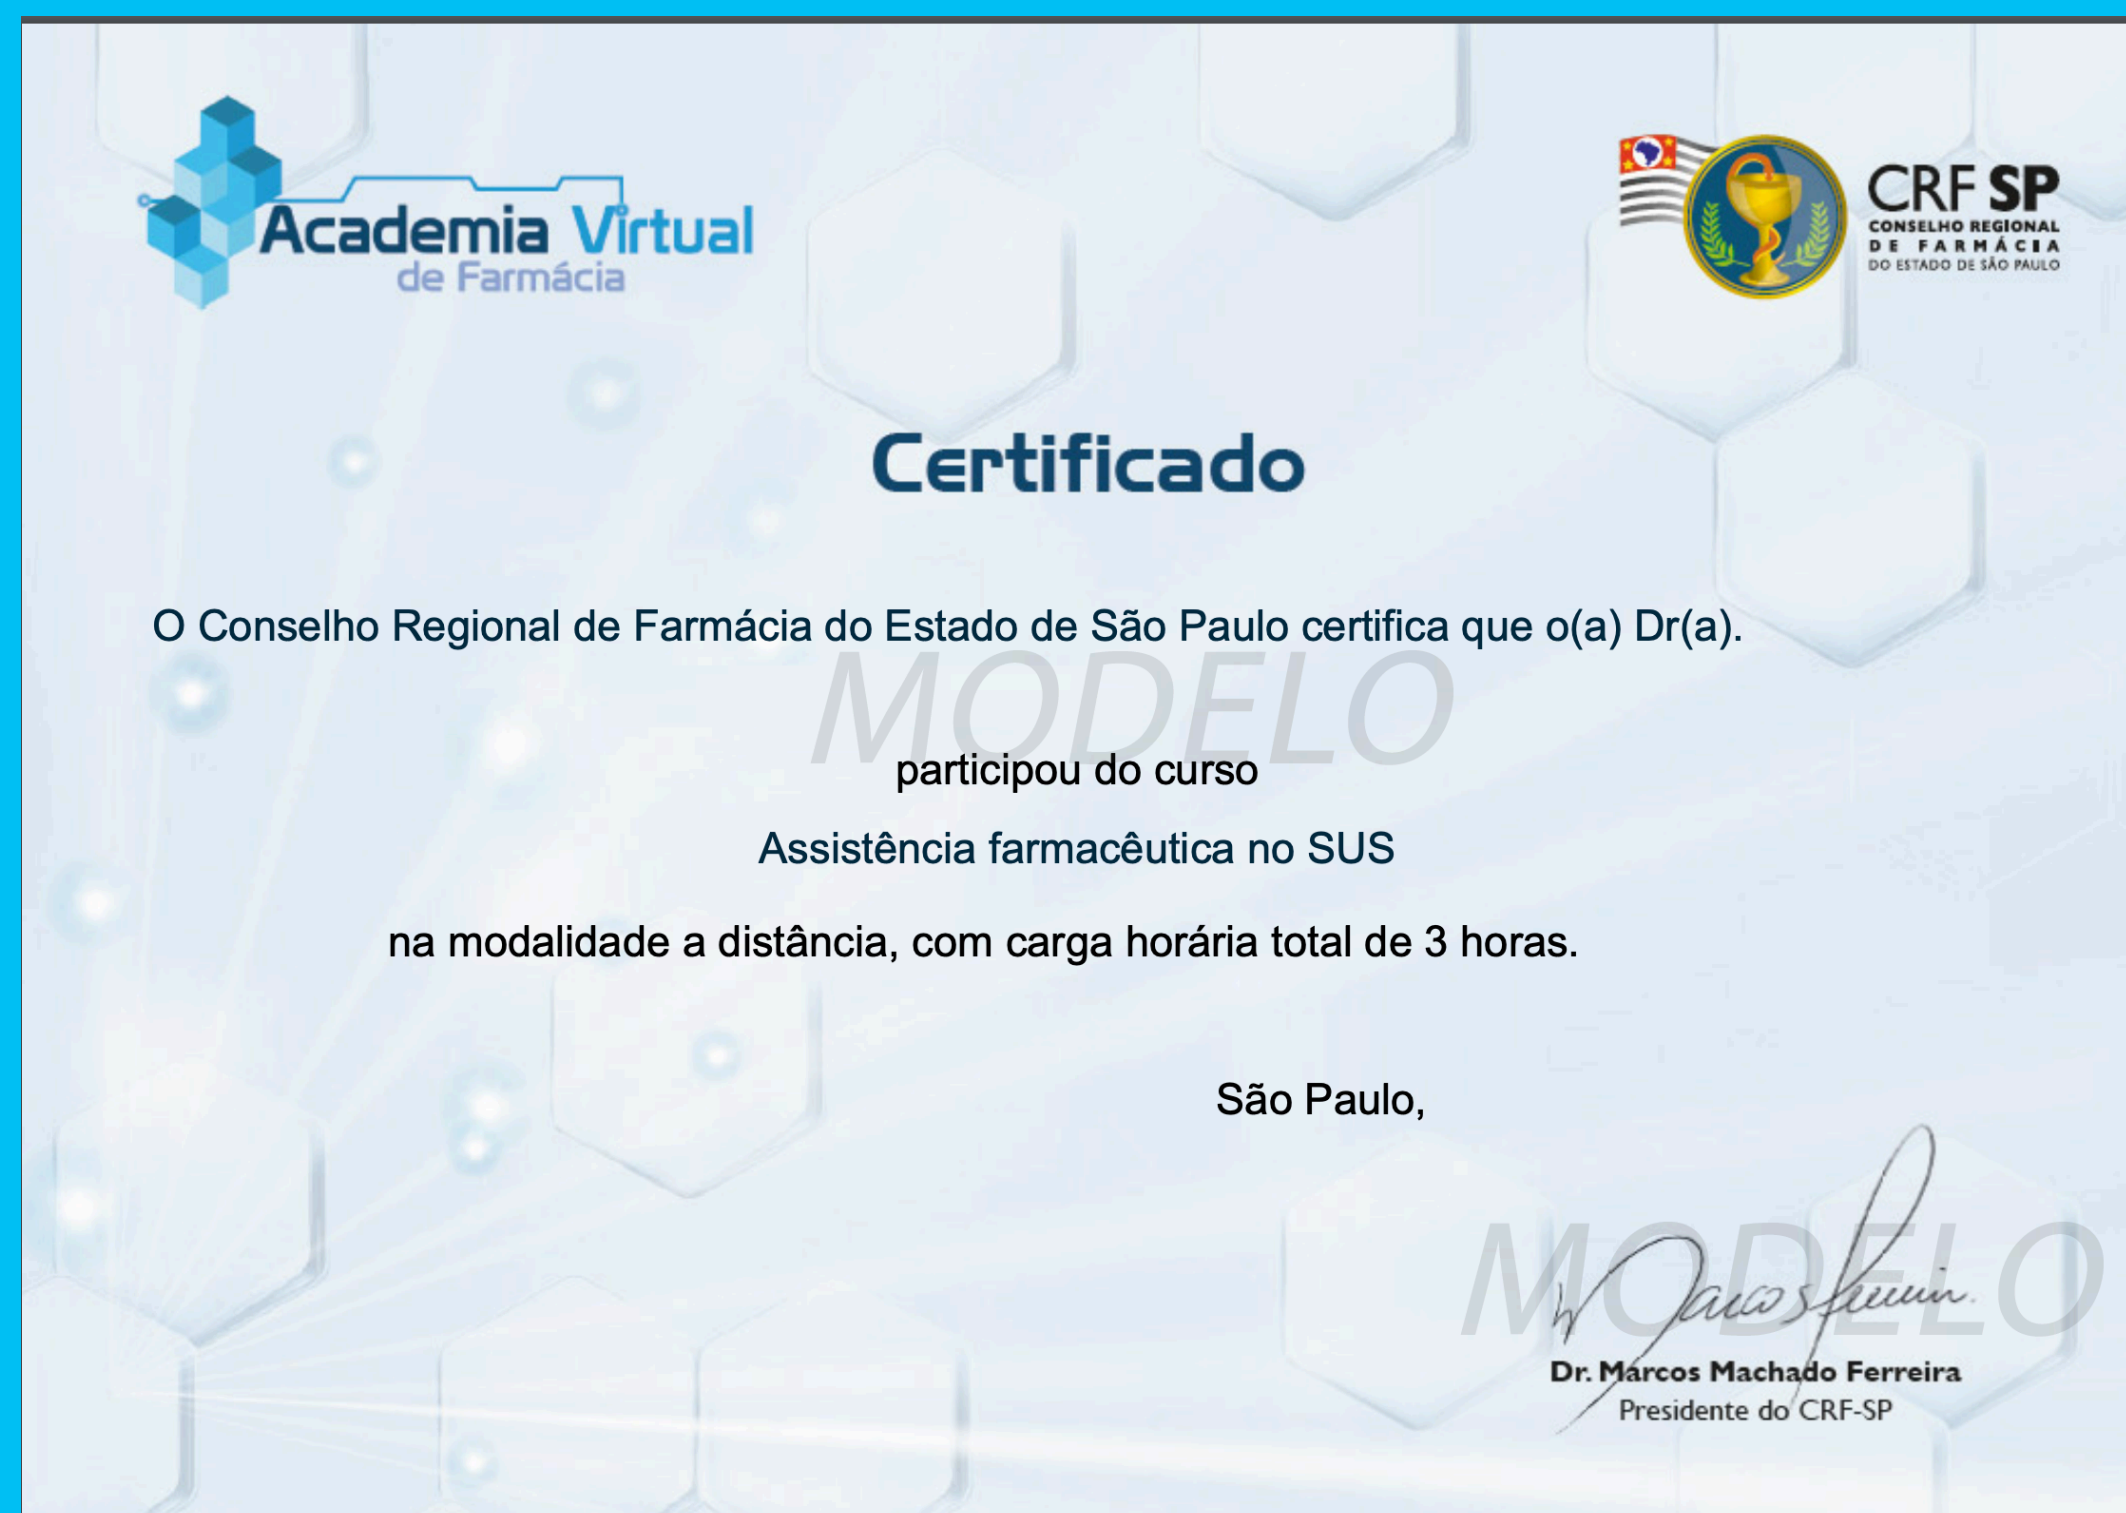 Academia Virtual
de Farmácia
CRF SP
CONSELHO REGIONAL
DE FARMÁCIA
DO ESTADO DE SÃO PAULO
Certificado
O Conselho Regional de Farmácia do Estado de São Paulo certifica que o(a) Dr(a).
MODELO
participou do curso
Assistência farmacêutica no SUS
na modalidade a distância, com carga horária total de 3 horas.
São Paulo,
MODELO
Dr. Marcos Machado Ferreira
Presidente do CRF-SP